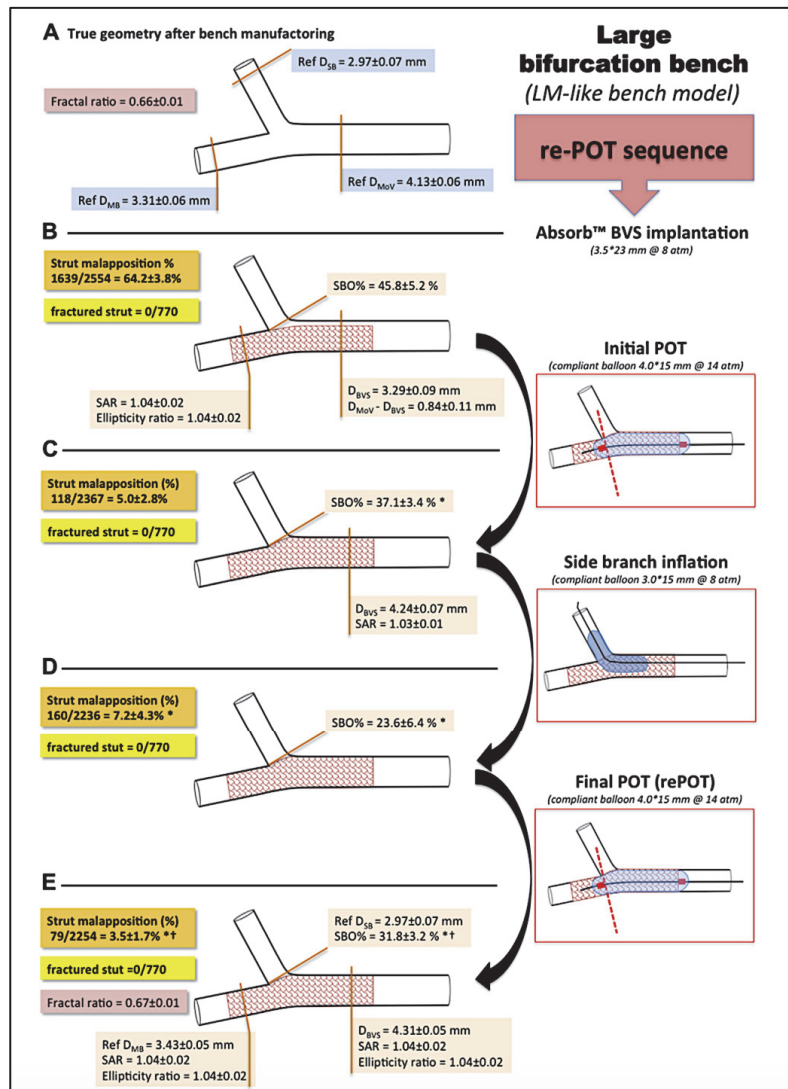 A True geometry after bench manufacturing
Ref D_SB = 2.97±0.07 mm
Fractal ratio = 0.66±0.01
Ref D_MB = 3.31±0.06 mm
Ref D_MoV = 4.13±0.06 mm
Large
bifurcation bench
(LM-like bench model)
re-POT sequence
Absorb™ BVS implantation
(3.5*23 mm @ 8 atm)
B
Strut malapposition %
1639/2554 = 64.2±3.8%
fractured strut = 0/770
SBO% = 45.8±5.2 %
SAR = 1.04±0.02
Ellipticity ratio = 1.04±0.02
D_BVS = 3.29±0.09 mm
D_MoV - D_BVS = 0.84±0.11 mm
Initial POT
(compliant balloon 4.0*15 mm @ 14 atm)
C
Strut malapposition (%)
118/2367 = 5.0±2.8%
fractured strut = 0/770
SBO% = 37.1±3.4 % *
D_BVS = 4.24±0.07 mm
SAR = 1.03±0.01
Side branch inflation
(compliant balloon 3.0*15 mm @ 8 atm)
D
Strut malapposition (%)
160/2236 = 7.2±4.3% *
fractured stut = 0/770
SBO% = 23.6±6.4 % *
Final POT (rePOT)
(compliant balloon 4.0*15 mm @ 14 atm)
E
Strut malapposition (%)
79/2254 = 3.5±1.7% *†
fractured stut =0/770
Fractal ratio = 0.67±0.01
Ref D_SB = 2.97±0.07 mm
SBO% = 31.8±3.2 % *†
Ref D_MB = 3.43±0.05 mm
SAR = 1.04±0.02
Ellipticity ratio = 1.04±0.02
D_BVS = 4.31±0.05 mm
SAR = 1.04±0.02
Ellipticity ratio = 1.04±0.02